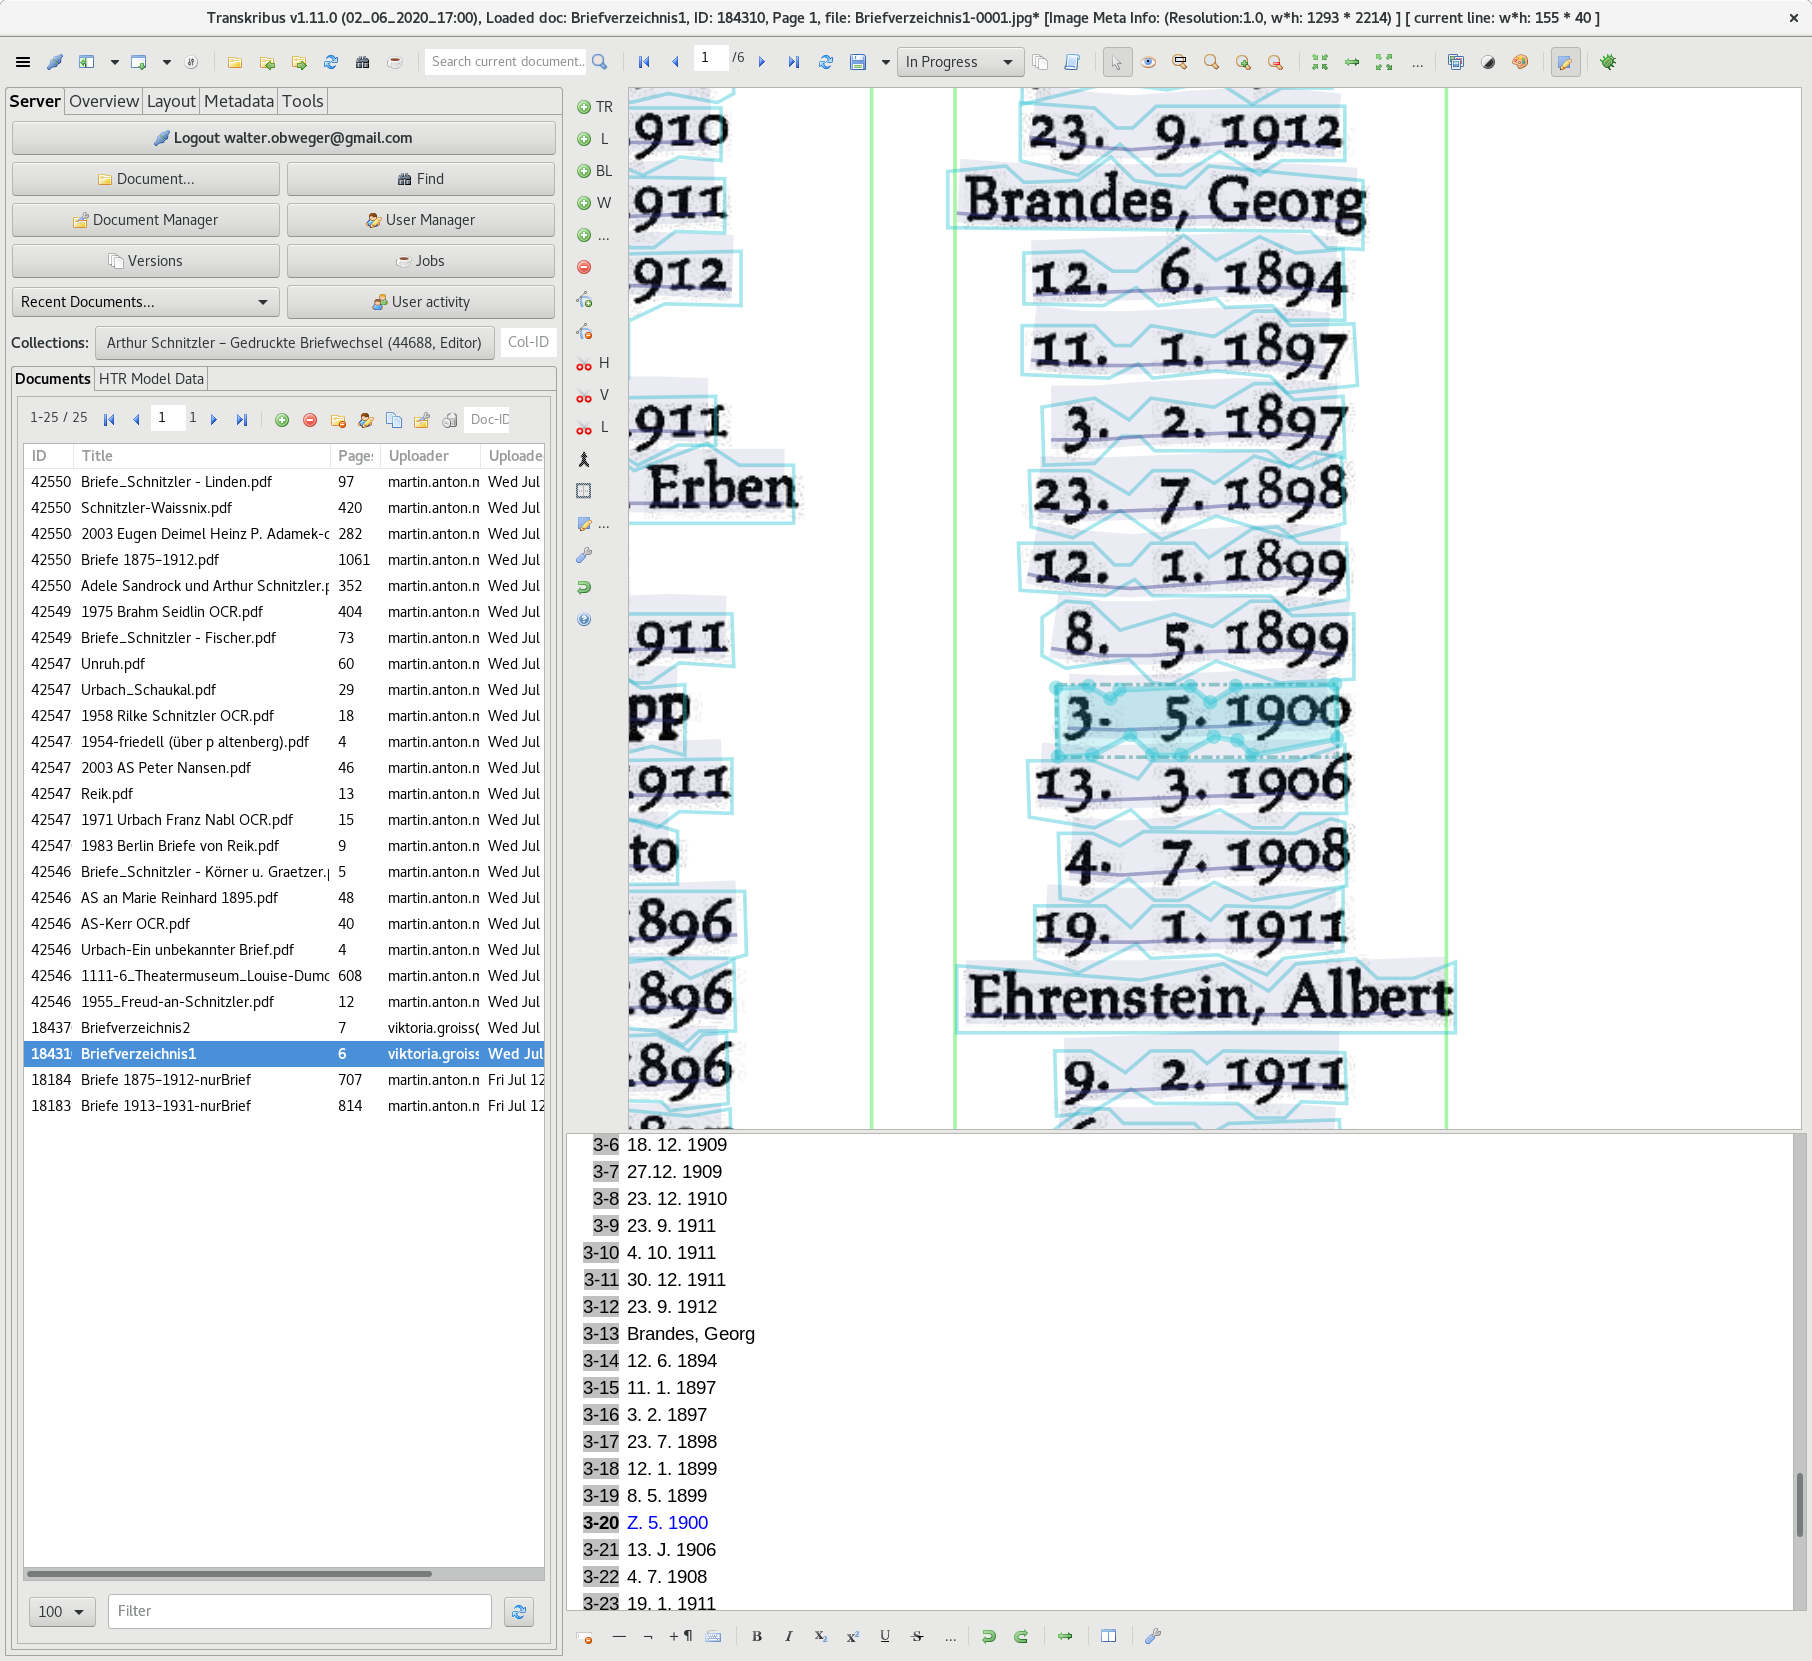 Transkribus v1.11.0 (02_06_2020_17:00), Loaded doc: Briefverzeichnis1, ID: 184310, Page 1, file: Briefverzeichnis1-0001.jpg* [Image Meta Info: (Resolution:1.0, w*h: 1293 * 2214) ] [ current line: w*h: 155 * 40 ]
Search current document...
1 /6
In Progress
...
Server Overview Layout Metadata Tools
Logout walter.obweger@gmail.com
Document... Find
Document Manager User Manager
Versions Jobs
Recent Documents... User activity
Collections: Arthur Schnitzler – Gedruckte Briefwechsel (44688, Editor) Col-ID
Documents HTR Model Data
1-25 / 25 1 1 Doc-ID
ID Title Pages Uploader Uploaded
42550 Briefe_Schnitzler - Linden.pdf 97 martin.anton.m Wed Jul
42550 Schnitzler-Waissnix.pdf 420 martin.anton.m Wed Jul
42550 2003 Eugen Deimel Heinz P. Adamek-c 282 martin.anton.m Wed Jul
42550 Briefe 1875–1912.pdf 1061 martin.anton.m Wed Jul
42550 Adele Sandrock und Arthur Schnitzler.p 352 martin.anton.m Wed Jul
42549 1975 Brahm Seidlin OCR.pdf 404 martin.anton.m Wed Jul
42549 Briefe_Schnitzler - Fischer.pdf 73 martin.anton.m Wed Jul
42547 Unruh.pdf 60 martin.anton.m Wed Jul
42547 Urbach_Schaukal.pdf 29 martin.anton.m Wed Jul
42547 1958 Rilke Schnitzler OCR.pdf 18 martin.anton.m Wed Jul
42547 1954-friedell (über p altenberg).pdf 4 martin.anton.m Wed Jul
42547 2003 AS Peter Nansen.pdf 46 martin.anton.m Wed Jul
42547 Reik.pdf 13 martin.anton.m Wed Jul
42547 1971 Urbach Franz Nabl OCR.pdf 15 martin.anton.m Wed Jul
42547 1983 Berlin Briefe von Reik.pdf 9 martin.anton.m Wed Jul
42546 Briefe_Schnitzler - Körner u. Graetzer.p 5 martin.anton.m Wed Jul
42546 AS an Marie Reinhard 1895.pdf 48 martin.anton.m Wed Jul
42546 AS-Kerr OCR.pdf 40 martin.anton.m Wed Jul
42546 Urbach-Ein unbekannter Brief.pdf 4 martin.anton.m Wed Jul
42546 1111-6_Theatermuseum_Louise-Dumc 608 martin.anton.m Wed Jul
42546 1955_Freud-an-Schnitzler.pdf 12 martin.anton.m Wed Jul
18437 Briefverzeichnis2 7 viktoria.groiss( Wed Jul
18431 Briefverzeichnis1 6 viktoria.groiss Wed Jul
18184 Briefe 1875–1912-nurBrief 707 martin.anton.m Fri Jul 12
18183 Briefe 1913–1931-nurBrief 814 martin.anton.m Fri Jul 12
100 Filter
TR
L
BL
W
...
H
V
L
...
.910
.911
.912
.911
. Erben
.911
pp
.911
to
.896
.896
.896
23. 9. 1912
Brandes, Georg
12. 6. 1894
11. 1. 1897
3. 2. 1897
23. 7. 1898
12. 1. 1899
8. 5. 1899
3. 5. 1900
13. 3. 1906
4. 7. 1908
19. 1. 1911
Ehrenstein, Albert
9. 2. 1911
3-6 18. 12. 1909
3-7 27.12. 1909
3-8 23. 12. 1910
3-9 23. 9. 1911
3-10 4. 10. 1911
3-11 30. 12. 1911
3-12 23. 9. 1912
3-13 Brandes, Georg
3-14 12. 6. 1894
3-15 11. 1. 1897
3-16 3. 2. 1897
3-17 23. 7. 1898
3-18 12. 1. 1899
3-19 8. 5. 1899
3-20 Z. 5. 1900
3-21 13. J. 1906
3-22 4. 7. 1908
3-23 19. 1. 1911
— ¬ +¶ B I X₂ X² U S ...